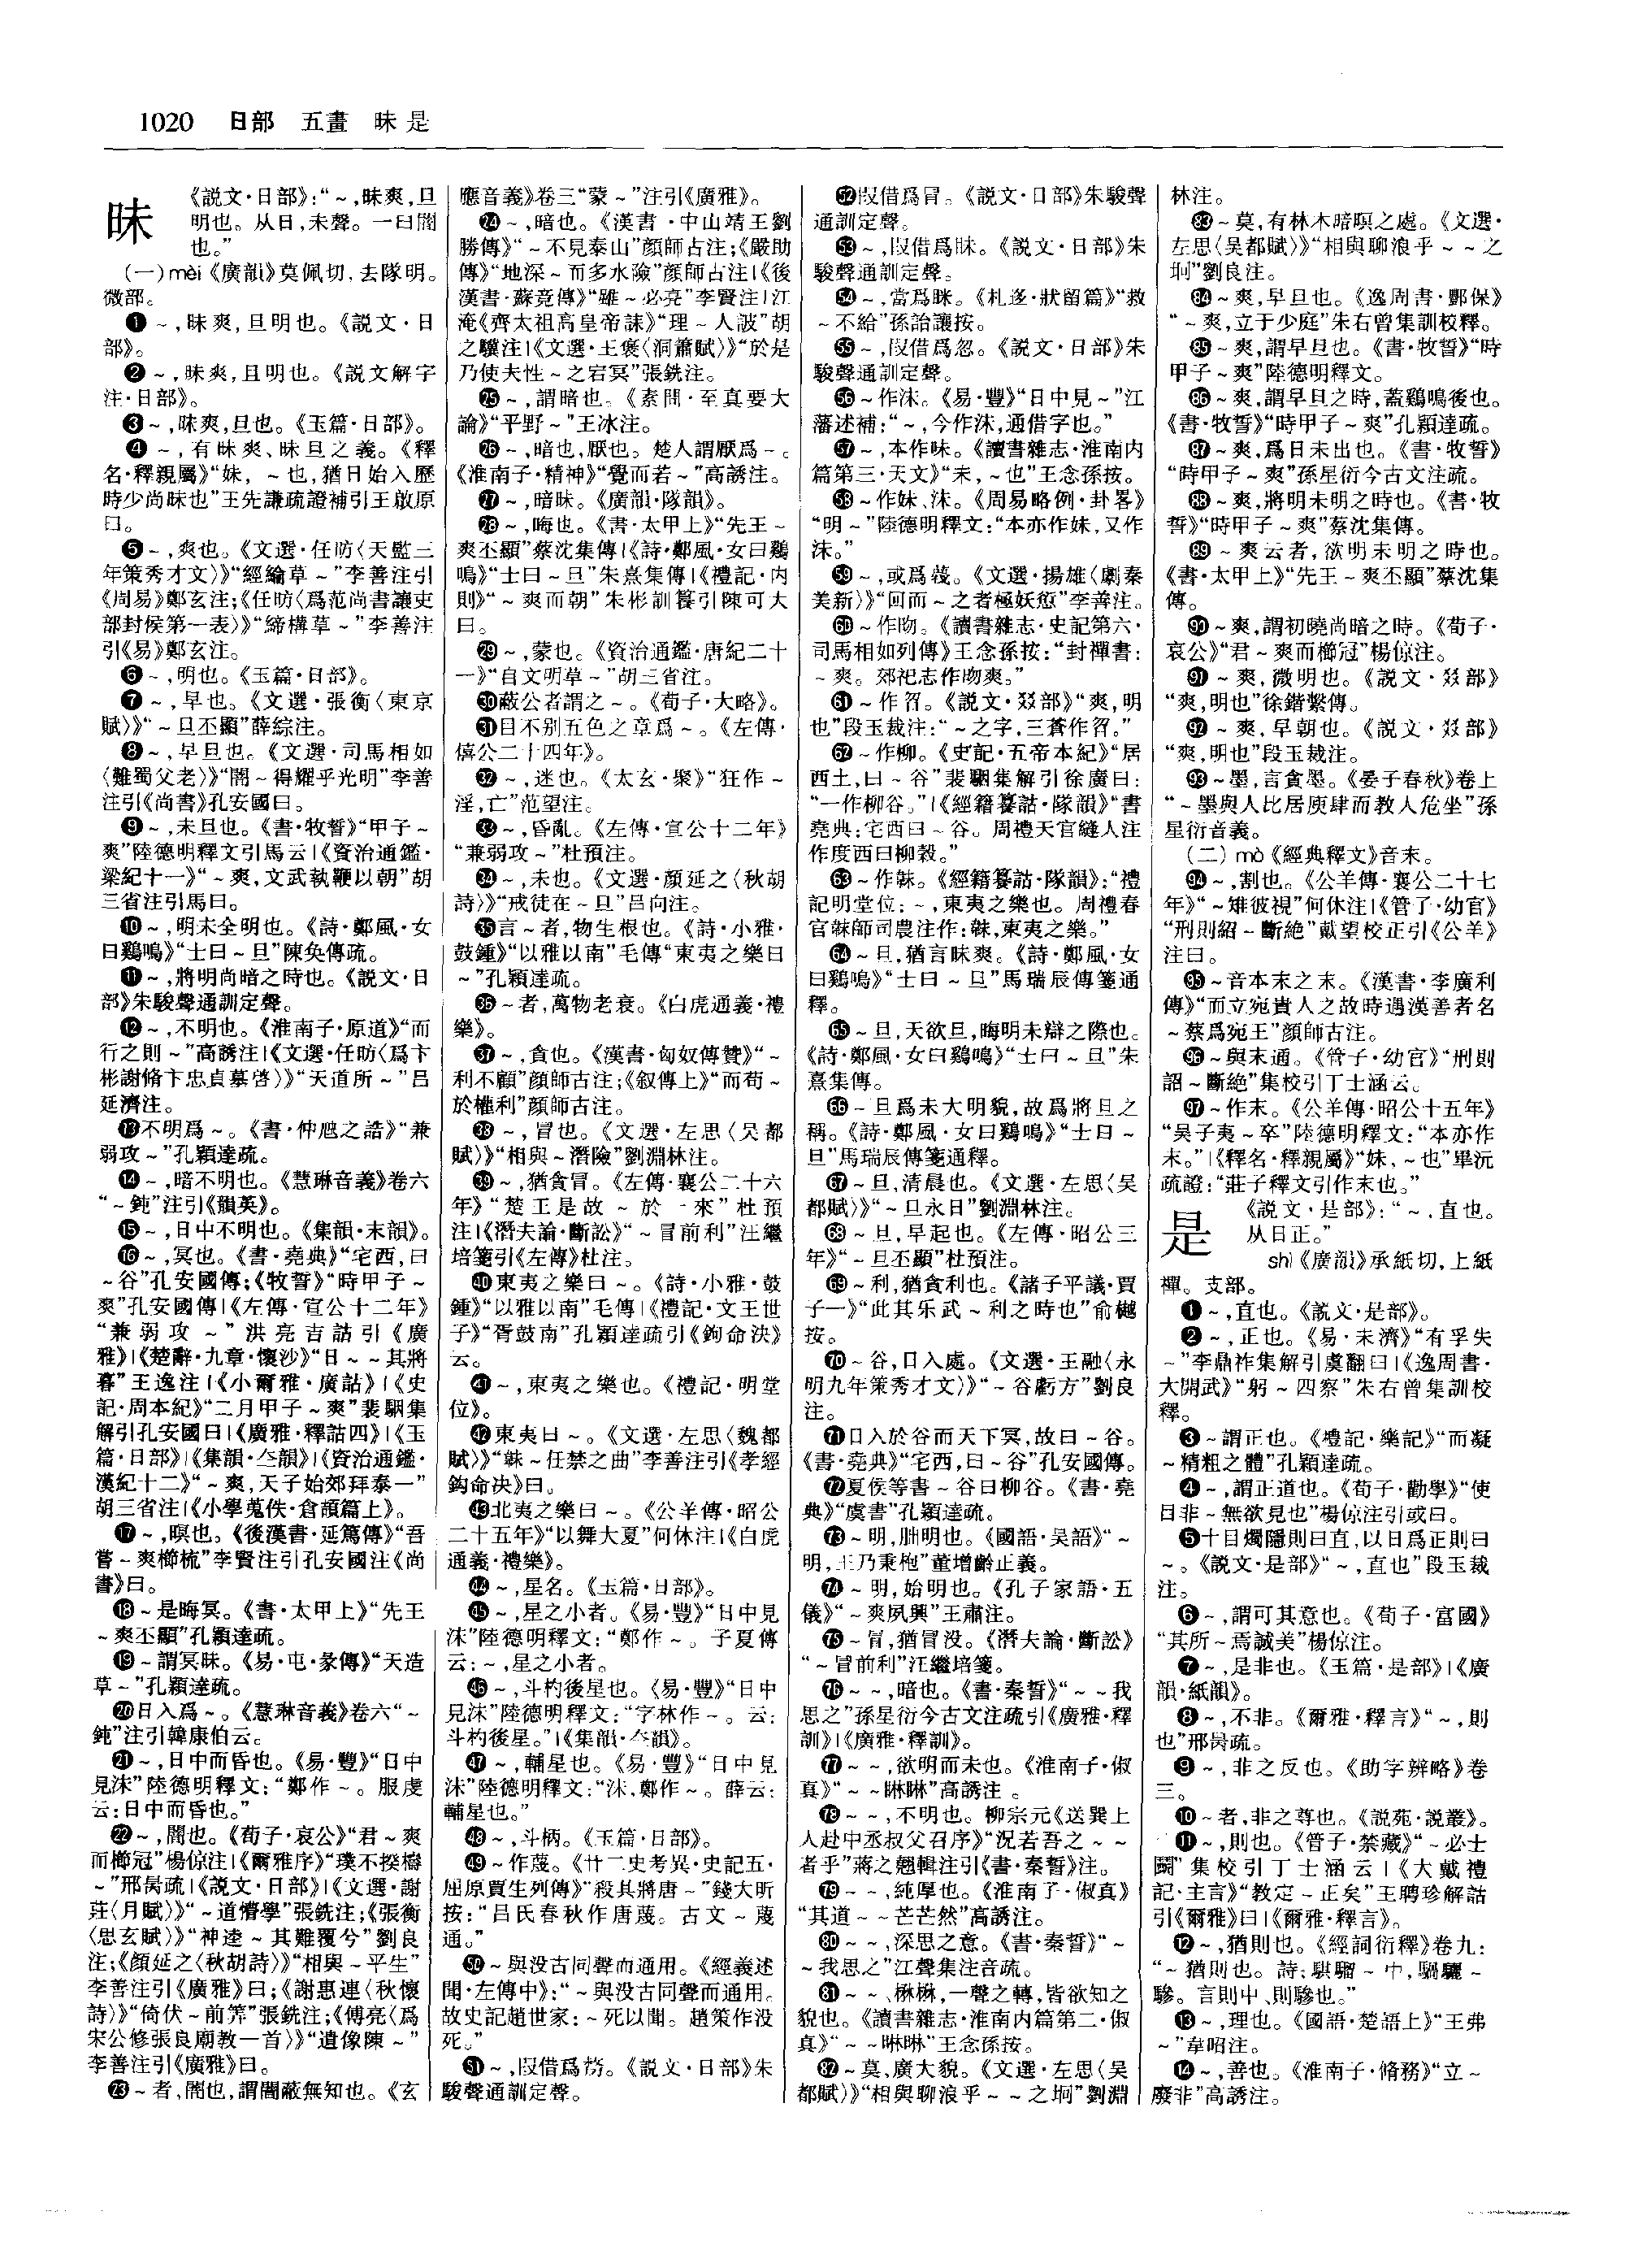 1020 日部 五畫 昧是
昧
《説文·日部》:“～,昧爽,旦
明也。从日,未聲。一曰闇
也。”
(一)mèi《廣韻》莫佩切,去隊明。
微部。
❶～,昧爽,旦明也。《説文·日
部》。
❷～,昧爽,且明也。《説文解字
注·日部》。
❸～,昧爽,旦也。《玉篇·日部》。
❹～,有昧爽、昧旦之義。《釋
名·釋親屬》“妹,～也,猶日始入歷
時少尚昧也”王先謙疏證補引王啟原
曰。
❺～,爽也。《文選·任昉〈天監三
年策秀才文〉》“經綸草～”李善注引
《周易》鄭玄注;《任昉〈爲范尚書讓吏
部封侯第一表〉》“締構草～”李善注
引《易》鄭玄注。
❻～,明也。《玉篇·日部》。
❼～,早也。《文選·張衡〈東京
賦〉》“～旦丕顯”薛綜注。
❽～,早旦也。《文選·司馬相如
〈難蜀父老〉》“闇～得耀乎光明”李善
注引《尚書》孔安國曰。
❾～,未旦也。《書·牧誓》“甲子～
爽”陸德明釋文引馬云|《資治通鑑·
梁紀十一》“～爽,文武執鞭以朝”胡
三省注引馬曰。
❿～,明未全明也。《詩·鄭風·女
曰鷄鳴》“士曰～旦”陳奂傳疏。
⓫～,將明尚暗之時也。《説文·日
部》朱駿聲通訓定聲。
⓬～,不明也。《淮南子·原道》“而
行之則～”高誘注|《文選·任昉〈爲卞
彬謝脩卞忠貞墓啓〉》“天道所～”呂
延濟注。
⓭不明爲～。《書·仲虺之誥》“兼
弱攻～”孔穎達疏。
⓮～,暗不明也。《慧琳音義》卷六
“～鈍”注引《韻英》。
⓯～,日中不明也。《集韻·末韻》。
⓰～,冥也。《書·堯典》“宅西,曰
～谷”孔安國傳;《牧誓》“時甲子～
爽”孔安國傳|《左傳·宣公十二年》
“兼弱攻～”洪亮吉詁引《廣
雅》|《楚辭·九章·懷沙》“日～～其將
暮”王逸注|《小爾雅·廣詁》|《史
記·周本紀》“二月甲子～爽”裴駰集
解引孔安國曰|《廣雅·釋詁四》|《玉
篇·日部》|《集韻·夳韻》|《資治通鑑·
漢紀十二》“～爽,天子始郊拜泰一”
胡三省注|《小學蒐佚·倉頡篇上》。
⓱～,暝也。《後漢書·延篤傳》“吾
嘗～爽櫛梳”李賢注引孔安國注《尚
書》曰。
⓲～是晦冥。《書·太甲上》“先王
～爽丕顯”孔穎達疏。
⓳～謂冥昧。《易·屯·彖傳》“天造
草～”孔穎達疏。
⓴日入爲～。《慧琳音義》卷六“～
鈍”注引韓康伯云。
㉑～,日中而昏也。《易·豐》“日中
見沬”陸德明釋文:“鄭作～。服虔
云:日中而昏也。”
㉒～,闇也。《荀子·哀公》“君～爽
而櫛冠”楊倞注|《爾雅序》“璞不揆檮
～”邢昺疏|《説文·日部》|《文選·謝
莊〈月賦〉》“～道懵學”張銑注;《張衡
〈思玄賦〉》“神逵～其難覆兮”劉良
注;《顔延之〈秋胡詩〉》“相與～平生”
李善注引《廣雅》曰;《謝惠連〈秋懷
詩〉》“倚伏～前筭”張銑注;《傅亮〈爲
宋公修張良廟教一首〉》“遺像陳～”
李善注引《廣雅》曰。
㉓～者,闇也,謂闇蔽無知也。《玄
應音義》卷三“蒙～”注引《廣雅》。
㉔～,暗也。《漢書·中山靖王劉
勝傳》“～不見泰山”顔師古注;《嚴助
傳》“地深～而多水險”顔師古注|《後
漢書·蘇竟傳》“雖～必亮”李賢注|江
淹《齊太祖高皇帝誄》“理～人詖”胡
之驥注|《文選·王褒〈洞簫賦〉》“於是
乃使夫性～之宕冥”張銑注。
㉕～,謂暗也。《素問·至真要大
論》“平野～”王冰注。
㉖～,暗也,厭也。楚人謂厭爲～。
《淮南子·精神》“覺而若～”高誘注。
㉗～,暗昧。《廣韻·隊韻》。
㉘～,晦也。《書·太甲上》“先王～
爽丕顯”蔡沈集傳|《詩·鄭風·女曰鷄
鳴》“士曰～旦”朱熹集傳|《禮記·内
則》“～爽而朝”朱彬訓纂引陳可大
曰。
㉙～,蒙也。《資治通鑑·唐紀二十
一》“自文明草～”胡三省注。
㉚蔽公者謂之～。《荀子·大略》。
㉛目不别五色之章爲～。《左傳·
僖公二十四年》。
㉜～,迷也。《太玄·聚》“狂作～
淫,亡”范望注。
㉝～,昏亂。《左傳·宣公十二年》
“兼弱攻～”杜預注。
㉞～,未也。《文選·顔延之〈秋胡
詩〉》“戒徒在～旦”吕向注。
㉟言～者,物生根也。《詩·小雅·
鼓鍾》“以雅以南”毛傳“東夷之樂曰
～”孔穎達疏。
㊱～者,萬物老衰。《白虎通義·禮
樂》。
㊲～,貪也。《漢書·匈奴傳贊》“～
利不顧”顔師古注;《叙傳上》“而苟～
於權利”顔師古注。
㊳～,冒也。《文選·左思〈吴都
賦〉》“相與～潛險”劉淵林注。
㊴～,猶貪冒。《左傳·襄公二十六
年》“楚王是故～於一來”杜預
注|《潛夫論·斷訟》“～冒前利”汪繼
培箋引《左傳》杜注。
㊵東夷之樂曰～。《詩·小雅·鼓
鍾》“以雅以南”毛傳|《禮記·文王世
子》“胥鼓南”孔穎達疏引《鉤命決》
云。
㊶～,東夷之樂也。《禮記·明堂
位》。
㊷東夷曰～。《文選·左思〈魏都
賦〉》“韎～任禁之曲”李善注引《孝經
鈎命决》曰。
㊸北夷之樂曰～。《公羊傳·昭公
二十五年》“以舞大夏”何休注|《白虎
通義·禮樂》。
㊹～,星名。《玉篇·日部》。
㊺～,星之小者。《易·豐》“日中見
沬”陸德明釋文:“鄭作～。子夏傳
云:～,星之小者。
㊻～,斗杓後星也。《易·豐》“日中
見沬”陸德明釋文:“字林作～。云:
斗杓後星。”|《集韻·夳韻》。
㊼～,輔星也。《易·豐》“日中見
沬”陸德明釋文:“沬,鄭作～。薛云:
輔星也。”
㊽～,斗柄。《玉篇·日部》。
㊾～作蔑。《廿二史考異·史記五·
屈原賈生列傳》“殺其將唐～”錢大昕
按:“吕氏春秋作唐蔑。古文～蔑
通。”
㊿～與没古同聲而通用。《經義述
聞·左傳中》:“～與没古同聲而通用。
故史記趙世家:～死以聞。趙策作没
死。”
51～,叚借爲𥄕。《説文·日部》朱
駿聲通訓定聲。
52叚借爲冒。《説文·日部》朱駿聲
通訓定聲。
53～,叚借爲眛。《説文·日部》朱
駿聲通訓定聲。
54～,當爲眯。《札迻·狀留篇》“救
～不給”孫詒讓按。
55～,叚借爲忽。《説文·日部》朱
駿聲通訓定聲。
56～作沬。《易·豐》“日中見～”江
藩述補:“～,今作沬,通借字也。”
57～,本作味。《讀書雜志·淮南内
篇第三·天文》“未,～也”王念孫按。
58～作妹、沬。《周易略例·卦畧》
“明～”陸德明釋文:“本亦作妹,又作
沬。”
59～,或爲蔑。《文選·揚雄〈劇秦
美新〉》“回而～之者極妖愆”李善注。
60～作吻。《讀書雜志·史記第六·
司馬相如列傳》王念孫按:“封禪書:
～爽。郊祀志作吻爽。”
61～作曶。《説文·㸚部》“爽,明
也”段玉裁注:“～之字,三蒼作曶。”
62～作柳。《史記·五帝本紀》“居
西土,曰～谷”裴駰集解引徐廣曰:
“一作柳谷。”|《經籍籑詁·隊韻》“書
堯典:宅西曰～谷。周禮天官縫人注
作度西曰柳榖。”
63～作韎。《經籍籑詁·隊韻》:“禮
記明堂位:～,東夷之樂也。周禮春
官韎師司農注作:韎,東夷之樂。”
64～旦,猶言昧爽。《詩·鄭風·女
曰鷄鳴》“士曰～旦”馬瑞辰傳箋通
釋。
65～旦,天欲旦,晦明未辯之際也。
《詩·鄭風·女曰鷄鳴》“士曰～旦”朱
熹集傳。
66～旦爲未大明貌,故爲將旦之
稱。《詩·鄭風·女曰鷄鳴》“士曰～
旦”馬瑞辰傳箋通釋。
67～旦,清晨也。《文選·左思〈吴
都賦〉》“～旦永日”劉淵林注。
68～旦,早起也。《左傳·昭公三
年》“～旦丕顯”杜預注。
69～利,猶貪利也。《諸子平議·賈
子一》“此其乐武～利之時也”俞樾
按。
70～谷,日入處。《文選·王融〈永
明九年策秀才文〉》“～谷虧方”劉良
注。
71日入於谷而天下冥,故曰～谷。
《書·堯典》“宅西,曰～谷”孔安國傳。
72夏侯等書～谷曰柳谷。《書·堯
典》“虞書”孔穎達疏。
73～明,朏明也。《國語·吴語》“～
明,王乃秉枹”董增齡正義。
74～明,始明也。《孔子家語·五
儀》“～爽夙興”王肅注。
75～冒,猶冒没。《潛夫論·斷訟》
“～冒前利”汪繼培箋。
76～～,暗也。《書·秦誓》“～～我
思之”孫星衍今古文注疏引《廣雅·釋
訓》|《廣雅·釋訓》。
77～～,欲明而未也。《淮南子·俶
真》“～～晽晽”高誘注。
78～～,不明也。柳宗元《送巽上
人赴中丞叔父召序》“況若吾之～～
者乎”蔣之翹輯注引《書·秦誓》注。
79～～,純厚也。《淮南子·俶真》
“其道～～芒芒然”高誘注。
80～～,深思之意。《書·秦誓》“～
～我思之”江聲集注音疏。
81～～、楙楙,一聲之轉,皆欲知之
貌也。《讀書雜志·淮南内篇第二·俶
真》“～～晽晽”王念孫按。
82～莫,廣大貌。《文選·左思〈吴
都賦〉》“相與聊浪乎～～之坰”劉淵
林注。
83～莫,有林木暗暝之處。《文選·
左思〈吴都賦〉》“相與聊浪乎～～之
坰”劉良注。
84～爽,早旦也。《逸周書·酆保》
“～爽,立于少庭”朱右曾集訓校釋。
85～爽,謂早旦也。《書·牧誓》“時
甲子～爽”陸德明釋文。
86～爽,謂早旦之時,蓋鷄鳴後也。
《書·牧誓》“時甲子～爽”孔穎達疏。
87～爽,爲日未出也。《書·牧誓》
“時甲子～爽”孫星衍今古文注疏。
88～爽,將明未明之時也。《書·牧
誓》“時甲子～爽”蔡沈集傳。
89～爽云者,欲明未明之時也。
《書·太甲上》“先王～爽丕顯”蔡沈集
傳。
90～爽,謂初曉尚暗之時。《荀子·
哀公》“君～爽而櫛冠”楊倞注。
91～爽,微明也。《説文·㸚部》
“爽,明也”徐鍇繫傳。
92～爽,早朝也。《説文·㸚部》
“爽,明也”段玉裁注。
93～墨,言貪墨。《晏子春秋》卷上
“～墨與人比居庾肆而教人危坐”孫
星衍音義。
(二)mò《經典釋文》音末。
94～,割也。《公羊傳·襄公二十七
年》“～雉彼視”何休注|《管子·幼官》
“刑則紹～斷絶”戴望校正引《公羊》
注曰。
95～音本末之末。《漢書·李廣利
傳》“而立宛貴人之故時遇漢善者名
～蔡爲宛王”顔師古注。
96～與末通。《管子·幼官》“刑則
詔～斷絶”集校引丁士涵云。
97～作末。《公羊傳·昭公十五年》
“吴子夷～卒”陸德明釋文:“本亦作
末。”|《釋名·釋親屬》“妹,～也”畢沅
疏證:“莊子釋文引作末也。”
是
《説文·是部》:“～,直也。
从日正。”
shì《廣韻》承紙切,上紙
禪。支部。
❶～,直也。《説文·是部》。
❷～,正也。《易·未濟》“有孚失
～”李鼎祚集解引虞翻曰|《逸周書·
大開武》“躬～四察”朱右曾集訓校
釋。
❸～謂正也。《禮記·樂記》“而凝
～精粗之體”孔穎達疏。
❹～,謂正道也。《荀子·勸學》“使
目非～無欲見也”楊倞注引或曰。
❺十目燭隱則曰直,以日爲正則曰
～。《説文·是部》“～,直也”段玉裁
注。
❻～,謂可其意也。《荀子·富國》
“其所～焉誠美”楊倞注。
❼～,是非也。《玉篇·是部》|《廣
韻·紙韻》。
❽～,不非。《爾雅·釋言》“～,則
也”邢昺疏。
❾～,非之反也。《助字辨略》卷
三。
❿～者,非之尊也。《説苑·説叢》。
⓫～,則也。《管子·禁藏》“～必士
鬭”集校引丁士涵云|《大戴禮
記·主言》“教定～正矣”王聘珍解詁
引《爾雅》曰|《爾雅·釋言》。
⓬～,猶則也。《經詞衍釋》卷九:
“～猶則也。詩:騏騮～中,騧驪～
驂。言則中、則驂也。”
⓭～,理也。《國語·楚語上》“王弗
～”韋昭注。
⓮～,善也。《淮南子·脩務》“立～
廢非”高誘注。